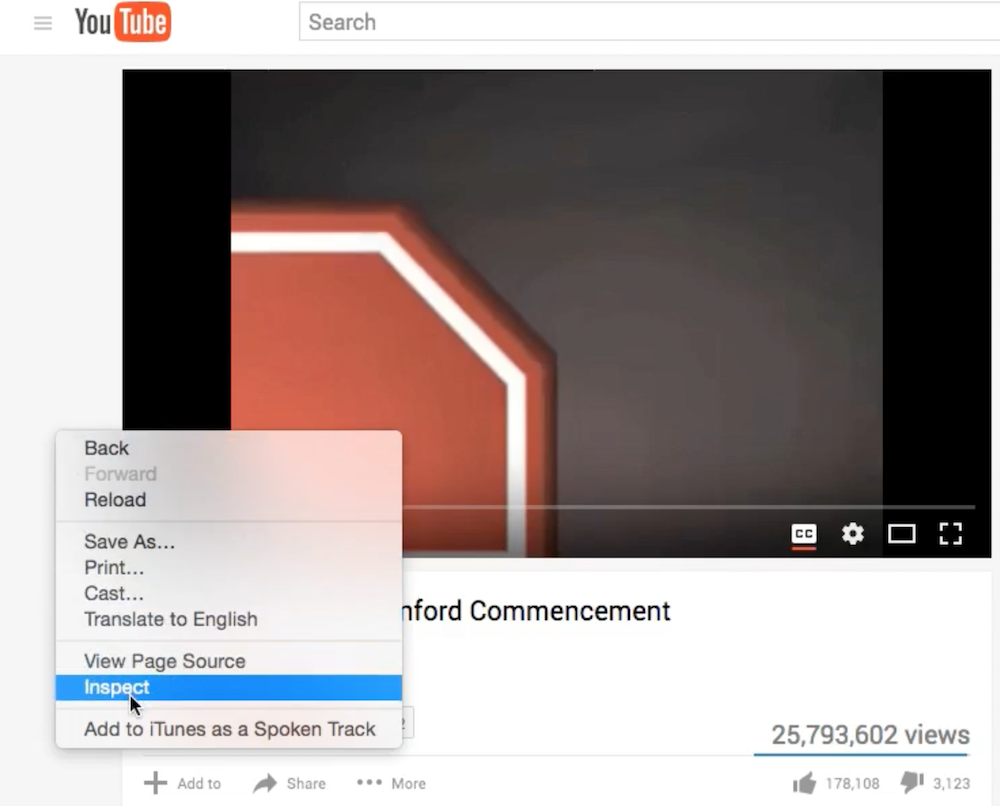 YouTube
Search
CC
Back
Forward
Reload
Save As...
Print...
Cast...
Translate to English
nford Commencement
View Page Source
Inspect
Add to iTunes as a Spoken Track
25,793,602 views
Add to
Share
More
178,108
3,123